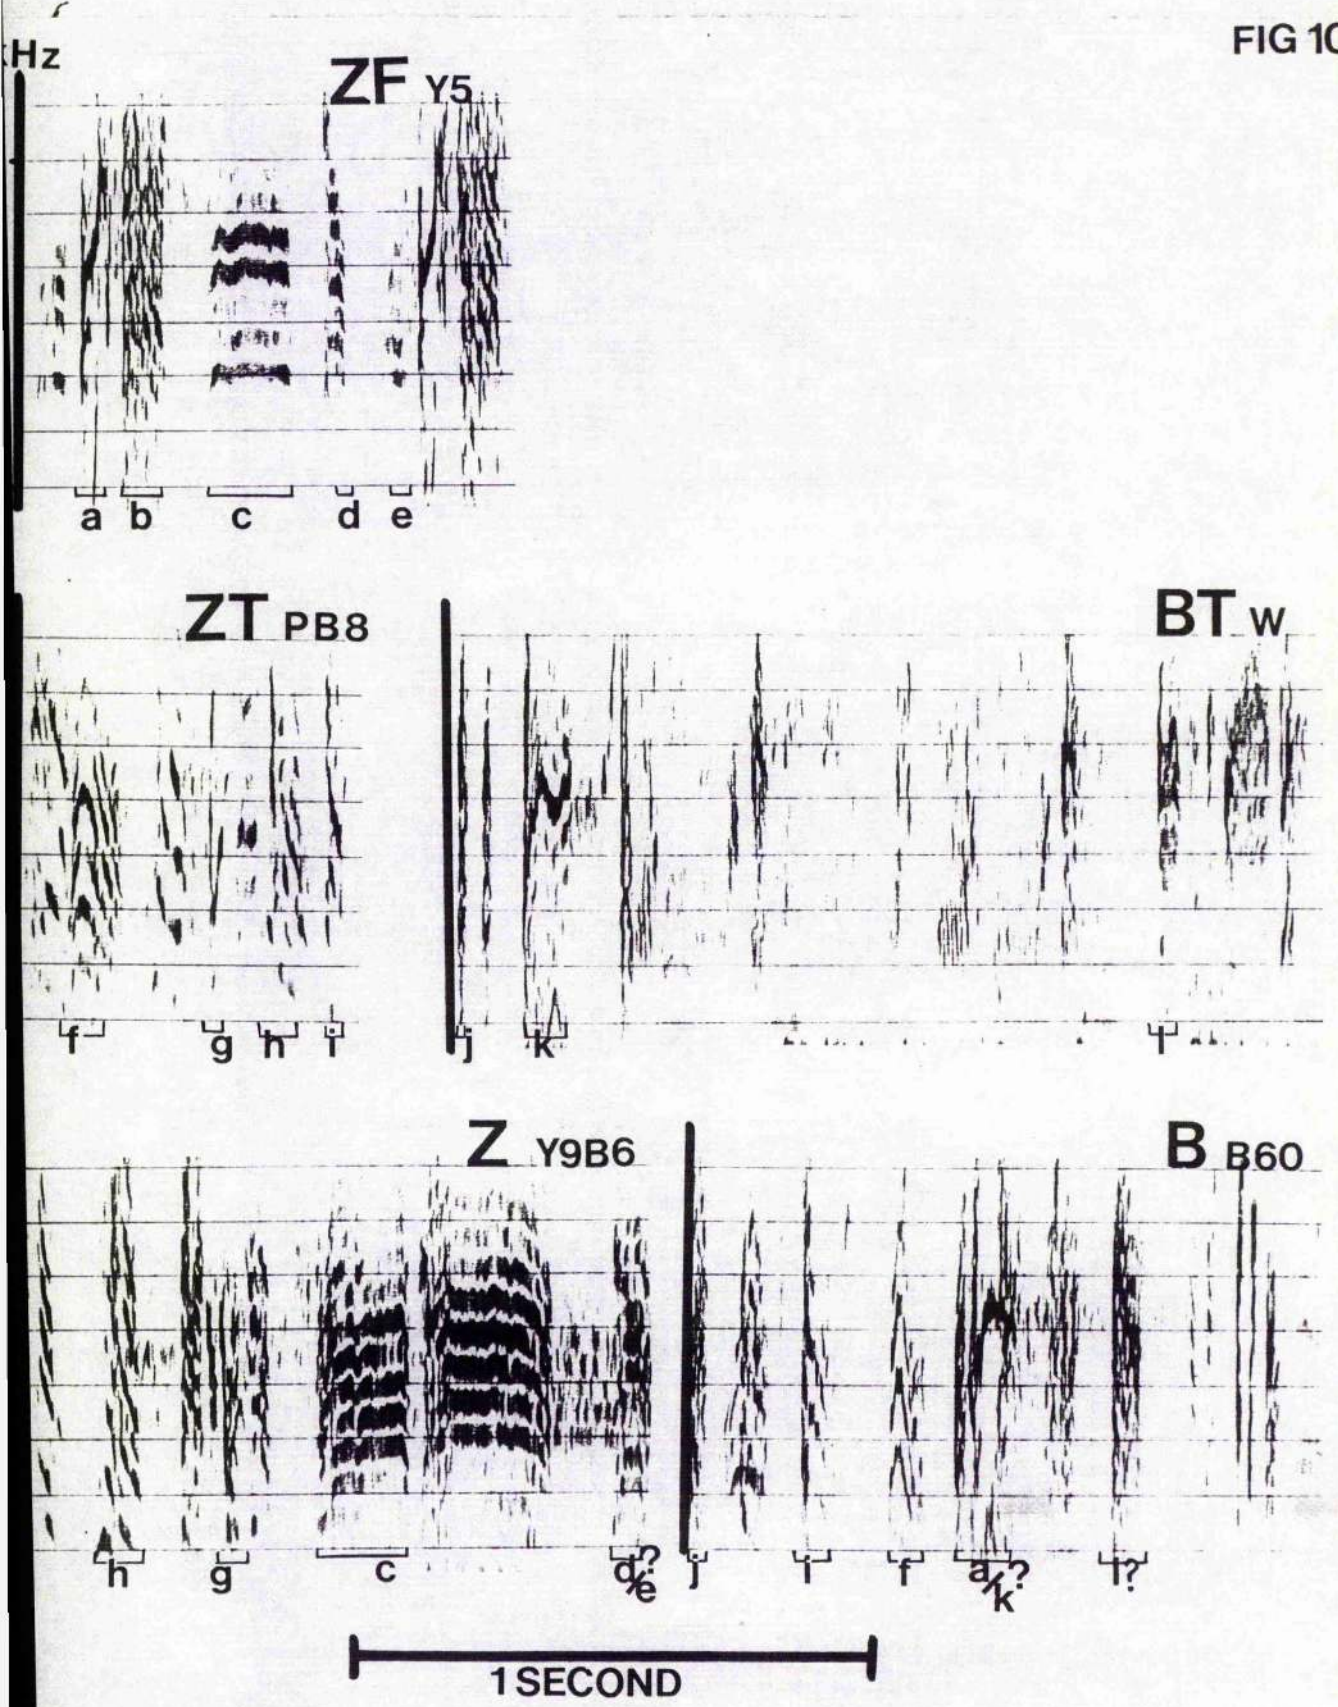 kHz
FIG 10
ZF Y5
a b c d e
ZT PB8
BT W
f g h i
j k l
Z Y9B6
B B60
h g c d/e?
j i f a/k? l?
1 SECOND